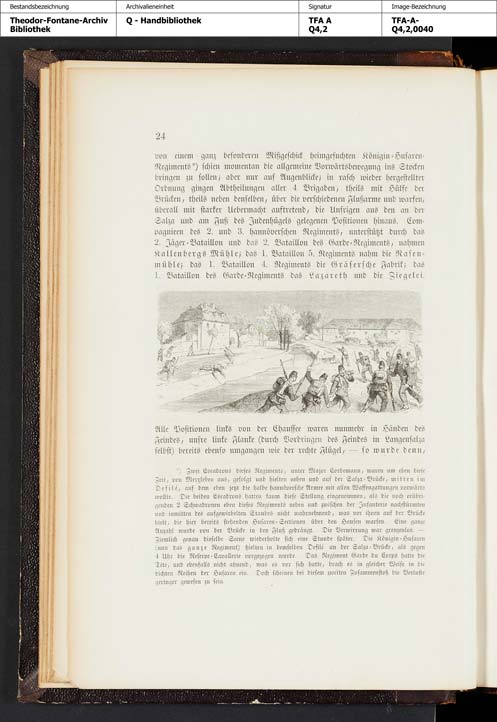 Bestandsbezeichnung
Archivalieneinheit
Signatur
Image-Bezeichnung
Theodor-Fontane-Archiv
Bibliothek
Q - Handbibliothek
TFA A
Q4,2
TFA-A-
Q4,2,0040
24
von einem ganz besonderen Mißgeschick heimgesuchten Königin-Husaren-
Regiments*) schien momentan die allgemeine Vorwärtsbewegung ins Stocken
bringen zu sollen; aber nur auf Augenblicke; in rasch wieder hergestellter
Ordnung gingen Abtheilungen aller 4 Brigaden, theils mit Hülfe der
Brücken, theils neben denselben, über die verschiedenen Flußarme und warfen,
überall mit starker Uebermacht auftretend, die Unsrigen aus den an der
Salza und am Fuß des Judenhügels gelegenen Positionen hinaus. Com-
pagnieen des 2. und 3. hannöverschen Regiments, unterstützt durch das
2. Jäger-Bataillon und das 2. Bataillon des Garde-Regiments, nahmen
Kallenbergs Mühle; das 1. Bataillon 5. Regiments nahm die Rasen-
mühle; das 1. Bataillon 4. Regiments die Gräfersche Fabrik; das
1. Bataillon des Garde-Regiments das Lazareth und die Ziegelei.
Alle Positionen links von der Chaussee waren nunmehr in Händen des
Feindes, unsre linke Flanke (durch Vordringen des Feindes in Langensalza
selbst) bereits ebenso umgangen wie der rechte Flügel, — so wurde denn,
*) Zwei Escadrons dieses Regiments, unter Major Cordemann, waren um eben diese
Zeit, von Merxleben aus, gefolgt und hielten neben und auf der Salza-Brücke, mitten im
Defilé, auf dem eben jetzt die halbe hannöversche Armee mit allen Waffengattungen vorwärts
wollte. Die beiden Escadrons hatten kaum diese Stellung eingenommen, als die noch erübri-
genden 2 Schwadronen eben dieses Regiments neben und zwischen der Infanterie nachstürmten
und inmitten des aufgewirbelten Staubes nicht wahrnehmend, was vor ihnen auf der Brücke
hielt, die hier bereits stehenden Husaren-Sectionen über den Haufen warfen. Eine ganze
Anzahl wurde von der Brücke in den Fluß gedrängt. Die Verwirrung war grenzenlos. —
Ziemlich genau dieselbe Scene wiederholte sich eine Stunde später. Die Königin-Husaren
(nun das ganze Regiment) hielten in demselben Defilé an der Salza-Brücke, als gegen
4 Uhr die Reserve-Cavallerie vorgezogen wurde. Das Regiment Garde du Corps hatte die
Tête, und ebenfalls nicht ahnend, was es vor sich hatte, brach es in gleicher Weise in die
dichten Reihen der Husaren ein. Doch scheinen bei diesem zweiten Zusammenstoß die Verluste
geringer gewesen zu sein.